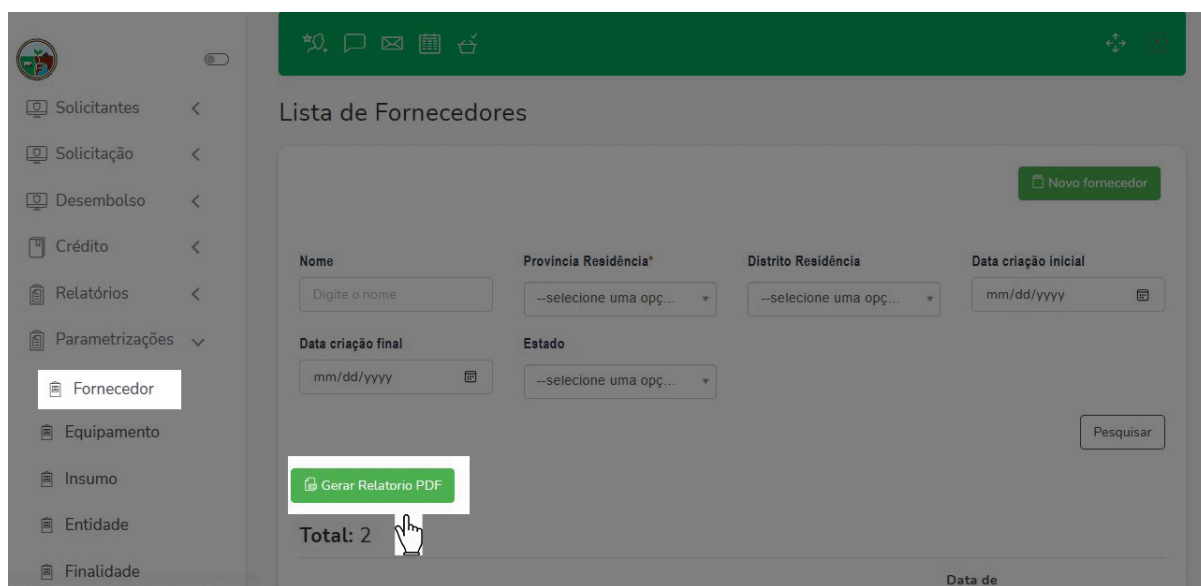 Solicitantes
Solicitação
Desembolso
Crédito
Relatórios
Parametrizações
Fornecedor
Equipamento
Insumo
Entidade
Finalidade
Lista de Fornecedores
Novo fornecedor
Nome
Provincia Residência*
Distrito Residência
Data criação inicial
Digite o nome
--selecione uma opç...
--selecione uma opç...
mm/dd/yyyy
Data criação final
Estado
mm/dd/yyyy
--selecione uma opç...
Pesquisar
Gerar Relatorio PDF
Total: 2
Data de